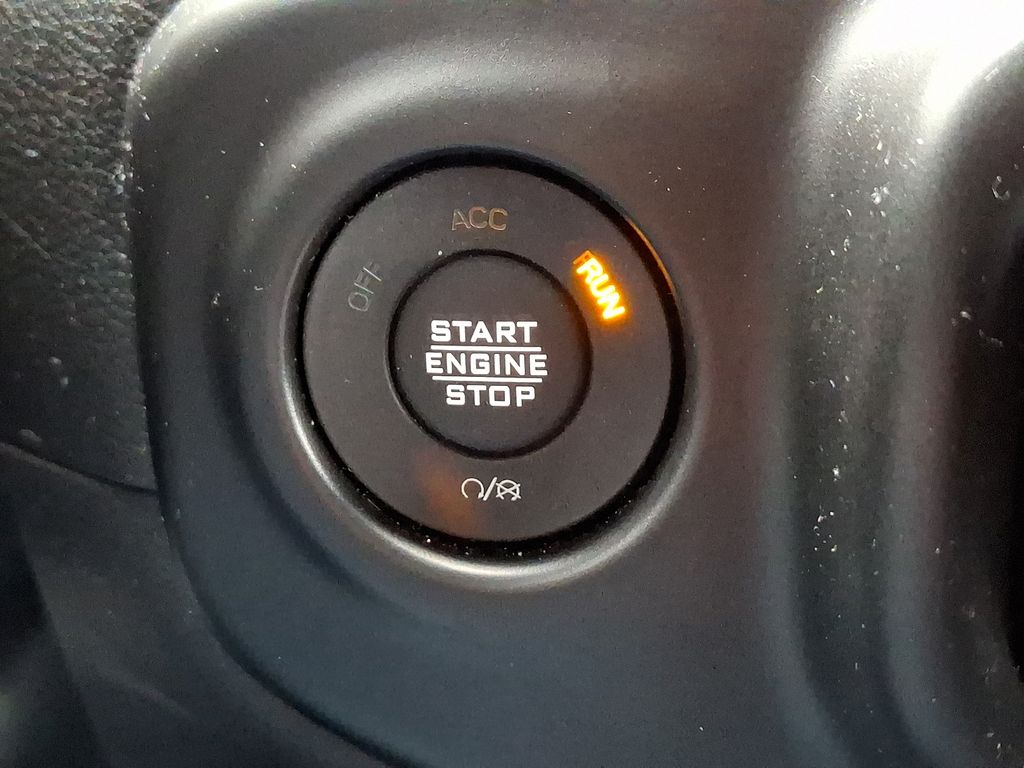 ACC
OFF
RUN
START
ENGINE
STOP